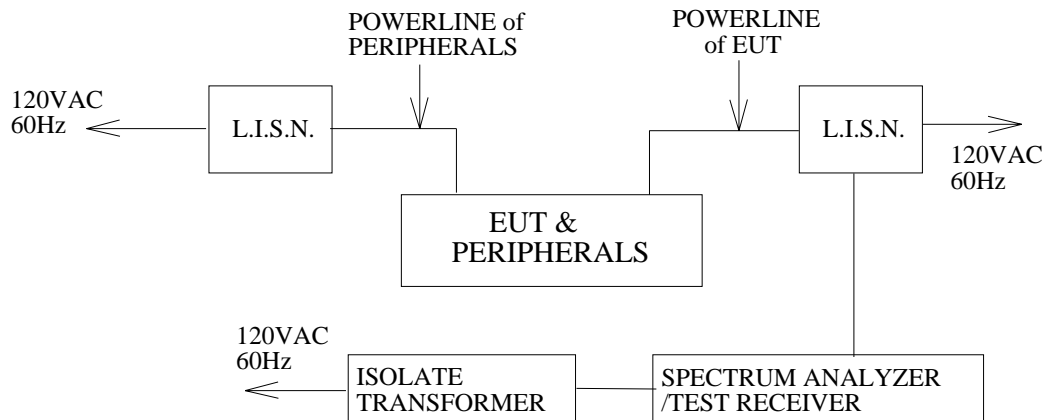 POWERLINE of
PERIPHERALS
POWERLINE
of EUT
120VAC
60Hz
L.I.S.N.
L.I.S.N.
120VAC
60Hz
EUT &
PERIPHERALS
120VAC
60Hz
ISOLATE
TRANSFORMER
SPECTRUM ANALYZER
/TEST RECEIVER